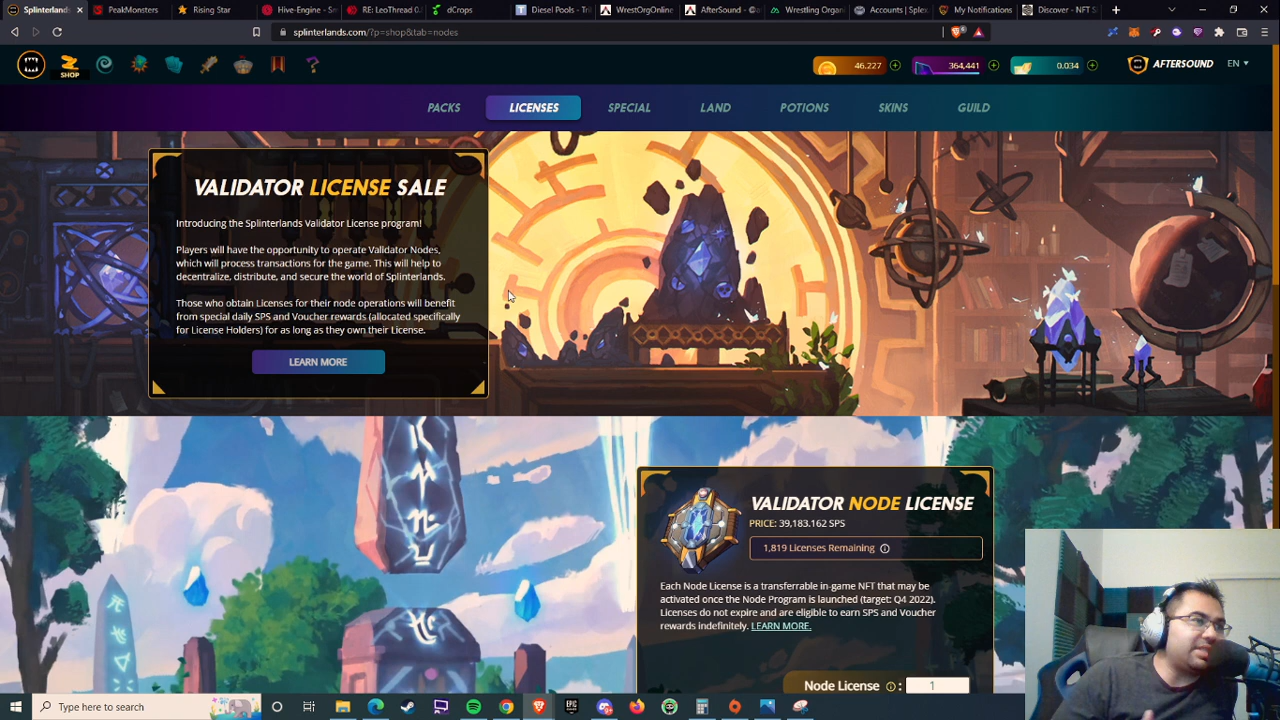 Splinterlands
PeakMonsters
Rising Star
Hive-Engine - Sm
RE: LeoThread 0.1
dCrops
Diesel Pools - Tri
WrestOrgOnline
AfterSound -
Wrestling Organ
Accounts | Splex
My Notifications
Discover - NFT S
splinterlands.com/?p=shop&tab=nodes
SHOP
46.227
364,441
0.034
AFTERSOUND
EN
PACKS
LICENSES
SPECIAL
LAND
POTIONS
SKINS
GUILD
VALIDATOR LICENSE SALE
Introducing the Splinterlands Validator License program!
Players will have the opportunity to operate Validator Nodes,
which will process transactions for the game. This will help to
decentralize, distribute, and secure the world of Splinterlands.
Those who obtain Licenses for their node operations will benefit
from special daily SPS and Voucher rewards (allocated specifically
for License Holders) for as long as they own their License.
LEARN MORE
VALIDATOR NODE LICENSE
PRICE: 39,183.162 SPS
1,819 Licenses Remaining
Each Node License is a transferrable in-game NFT that may be
activated once the Node Program is launched (target: Q4 2022).
Licenses do not expire and are eligible to earn SPS and Voucher
rewards indefinitely. LEARN MORE.
Node License : 1
Type here to search
EPIC